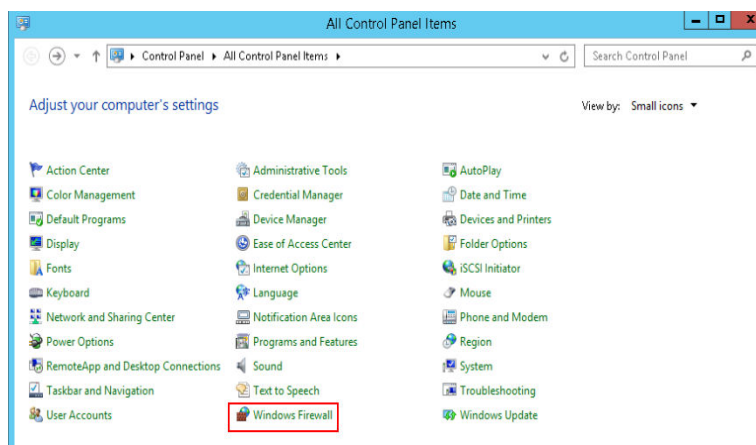 All Control Panel Items
Control Panel All Control Panel Items Search Control Panel
Adjust your computer's settings View by: Small icons
Action Center Administrative Tools AutoPlay
Color Management Credential Manager Date and Time
Default Programs Device Manager Devices and Printers
Display Ease of Access Center Folder Options
Fonts Internet Options iSCSI Initiator
Keyboard Language Mouse
Network and Sharing Center Notification Area Icons Phone and Modem
Power Options Programs and Features Region
RemoteApp and Desktop Connections Sound System
Taskbar and Navigation Text to Speech Troubleshooting
User Accounts Windows Firewall Windows Update